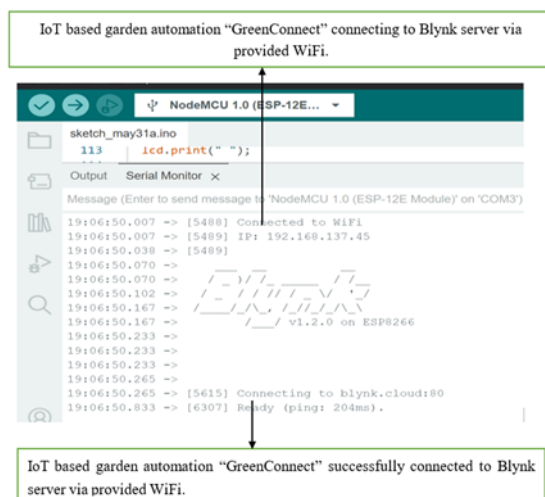 IoT based garden automation “GreenConnect” connecting to Blynk server via
provided WiFi.
NodeMCU 1.0 (ESP-12E...
sketch_may31a.ino
113 lcd.print(" ");
Output Serial Monitor ×
Message (Enter to send message to 'NodeMCU 1.0 (ESP-12E Module)' on 'COM3')
19:06:50.007 -> [5488] Connected to WiFi
19:06:50.007 -> [5489] IP: 192.168.137.45
19:06:50.038 -> [5489]
19:06:50.070 ->
19:06:50.070 ->
19:06:50.102 ->
19:06:50.167 ->
19:06:50.167 -> /___/ v1.2.0 on ESP8266
19:06:50.233 ->
19:06:50.233 ->
19:06:50.233 ->
19:06:50.265 ->
19:06:50.265 -> [5615] Connecting to blynk.cloud:80
19:06:50.833 -> [6307] Ready (ping: 204ms).
IoT based garden automation “GreenConnect” successfully connected to Blynk
server via provided WiFi.